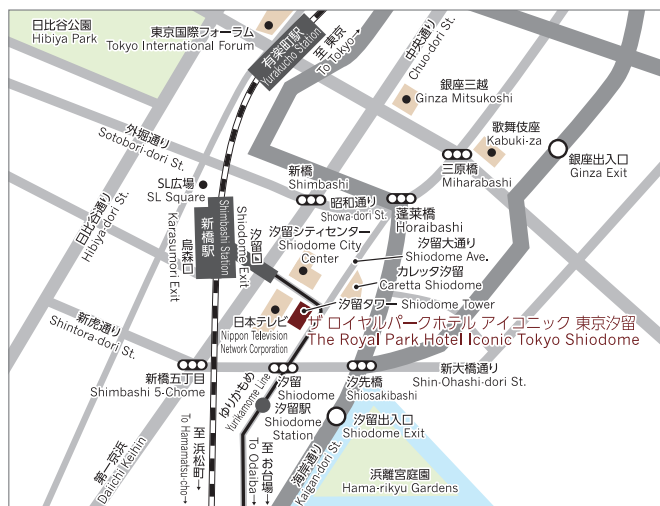 日比谷公園
Hibiya Park
東京国際フォーラム
Tokyo International Forum
有楽町駅
Yurakucho Station
至 東京
To Tokyo→
中央通り
Chuo-dori St.
銀座三越
Ginza Mitsukoshi
歌舞伎座
Kabuki-za
銀座出入口
Ginza Exit
三原橋
Miharabashi
外堀通り
Sotobori-dori St.
SL広場
SL Square
新橋
Shimbashi
昭和通り
Showa-dori St.
蓬莱橋
Horaibashi
日比谷通り
Hibiya-dori St.
烏森口
Karasumori Exit
新橋駅
Shimbashi Station
汐留口
Shiodome Exit
汐留シティセンター
Shiodome City
Center
汐留大通り
Shiodome Ave.
カレッタ汐留
Caretta Shiodome
汐留タワー Shiodome Tower
日本テレビ
Nippon Television
Network Corporation
ザ ロイヤルパークホテル アイコニック 東京汐留
The Royal Park Hotel Iconic Tokyo Shiodome
新虎通り
Shintora-dori St.
新橋五丁目
Shimbashi 5-Chome
汐留
Shiodome
汐先橋
Shiosakibashi
新大橋通り
Shin-Ohashi-dori St.
ゆりかもめ
Yurikamome Line
汐留駅
Shiodome
Station
汐留出入口
Shiodome Exit
第一京浜
Daiichi Keihin
至 浜松町→
To Hamamatsu-cho→
至 お台場→
To Odaiba→
海岸通り
Kaigan-dori St.
浜離宮庭園
Hama-rikyu Gardens